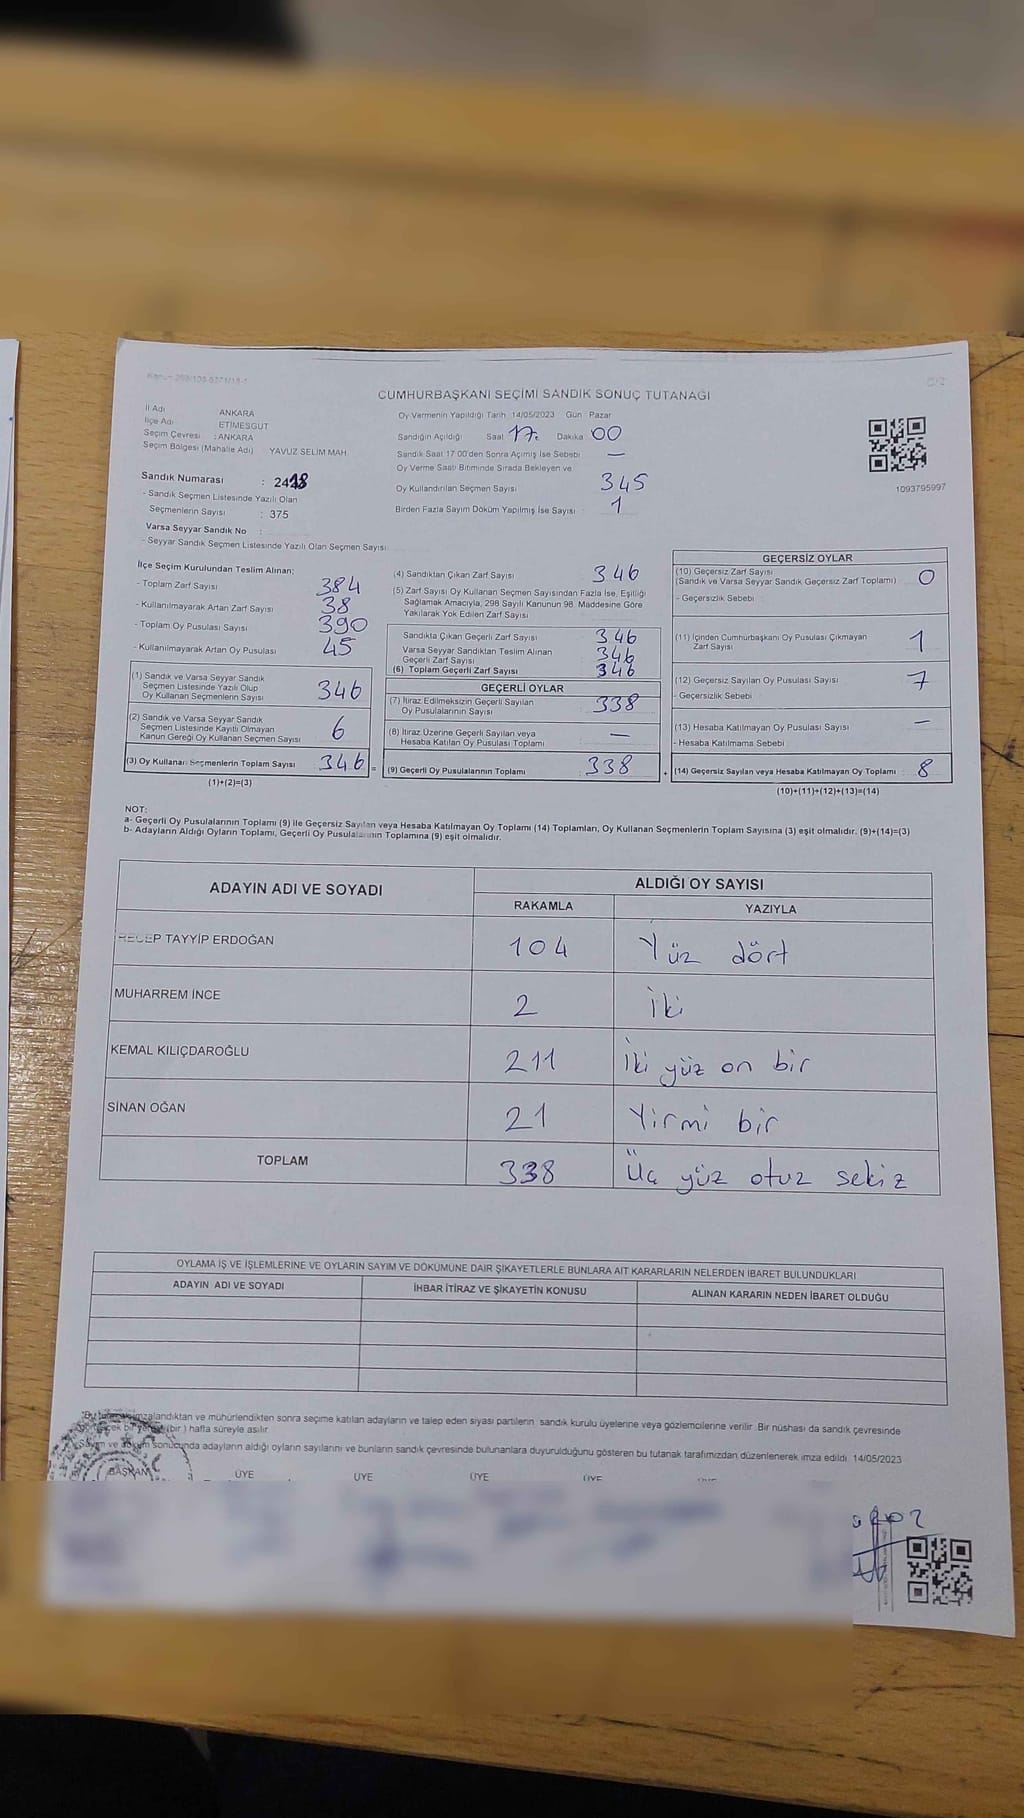 CUMHURBAŞKANI SEÇİMİ SANDIK SONUÇ TUTANAĞI
C/2
İl Adı ANKARA
İlçe Adı ETİMESGUT
Seçim Çevresi : ANKARA
Seçim Bölgesi (Mahalle Adı) YAVUZ SELİM MAH.
Oy Vermenin Yapıldığı Tarih 14/05/2023 Gün : Pazar
Sandığın Açıldığı Saat 17. Dakika 00
Sandık Saat 17:00'den Sonra Açımış İse Sebebi —
Oy Verme Saati Bitiminde Sırada Bekleyen ve
Oy Kullandırılan Seçmen Sayısı 345
Birden Fazla Sayım Döküm Yapılmış İse Sayısı 1
1093795997
Sandık Numarası :
- Sandık Seçmen Listesinde Yazılı Olan
Seçmenlerin Sayısı : 375
Varsa Seyyar Sandık No :
- Seyyar Sandık Seçmen Listesinde Yazılı Olan Seçmen Sayısı
İlçe Seçim Kurulundan Teslim Alınan:
- Toplam Zarf Sayısı 384
- Kullanılmayarak Artan Zarf Sayısı 38
- Toplam Oy Pusulası Sayısı 390
- Kullanılmayarak Artan Oy Pusulası 45
(1) Sandık ve Varsa Seyyar Sandık
Seçmen Listesinde Yazılı Olup
Oy Kullanan Seçmenlerin Sayısı 346
(2) Sandık ve Varsa Seyyar Sandık
Seçmen Listesinde Kayıtlı Olmayan
Kanun Gereği Oy Kullanan Seçmen Sayısı 6
(3) Oy Kullanan Seçmenlerin Toplam Sayısı 346 =
(1)+(2)=(3)
(4) Sandıktan Çıkan Zarf Sayısı 346
(5) Zarf Sayısı Oy Kullanan Seçmen Sayısından Fazla İse, Eşitliği
Sağlamak Amacıyla, 298 Sayılı Kanunun 98. Maddesine Göre
Yakılarak Yok Edilen Zarf Sayısı
Sandıkta Çıkan Geçerli Zarf Sayısı 346
Varsa Seyyar Sandıktan Teslim Alınan
Geçerli Zarf Sayısı 346
(6) Toplam Geçerli Zarf Sayısı 346
GEÇERLİ OYLAR
(7) İtiraz Edilmeksizin Geçerli Sayılan
Oy Pusulalarının Sayısı 338
(8) İtiraz Üzerine Geçerli Sayılan veya
Hesaba Katılan Oy Pusulası Toplamı —
(9) Geçerli Oy Pusulalarının Toplamı : 338 +
GEÇERSİZ OYLAR
(10) Geçersiz Zarf Sayısı
(Sandık ve Varsa Seyyar Sandık Geçersiz Zarf Toplamı) 0
- Geçersizlik Sebebi
(11) İçinden Cumhurbaşkanı Oy Pusulası Çıkmayan
Zarf Sayısı 1
(12) Geçersiz Sayılan Oy Pusulası Sayısı 7
- Geçersizlik Sebebi
(13) Hesaba Katılmayan Oy Pusulası Sayısı —
- Hesaba Katılmama Sebebi
(14) Geçersiz Sayılan veya Hesaba Katılmayan Oy Toplamı : 8
(10)+(11)+(12)+(13)=(14)
NOT:
a- Geçerli Oy Pusulalarının Toplamı (9) ile Geçersiz Sayılan veya Hesaba Katılmayan Oy Toplamı (14) Toplamları, Oy Kullanan Seçmenlerin Toplam Sayısına (3) eşit olmalıdır. (9)+(14)=(3)
b- Adayların Aldığı Oyların Toplamı, Geçerli Oy Pusulalarının Toplamına (9) eşit olmalıdır.
ADAYIN ADI VE SOYADI ALDIĞI OY SAYISI
RAKAMLA YAZIYLA
RECEP TAYYİP ERDOĞAN 104 Yüz dört
MUHARREM İNCE 2 İki
KEMAL KILIÇDAROĞLU 211 İki yüz on bir
SİNAN OĞAN 21 Yirmi bir
TOPLAM 338 Üç yüz otuz sekiz
OYLAMA İŞ VE İŞLEMLERİNE VE OYLARIN SAYIM VE DÖKÜMÜNE DAİR ŞİKAYETLERLE BUNLARA AİT KARARLARIN NELERDEN İBARET BULUNDUKLARI
ADAYIN ADI VE SOYADI İHBAR İTİRAZ VE ŞİKAYETİN KONUSU ALINAN KARARIN NEDEN İBARET OLDUĞU
imzalandıktan ve mühürlendikten sonra seçime katılan adayların ve talep eden siyasi partilerin sandık kurulu üyelerine veya gözlemcilerine verilir. Bir nüshası da sandık çevresinde
(bir) hafta süreyle asılır.
sonucunda adayların aldığı oyların sayılarını ve bunların sandık çevresinde bulunanlara duyurulduğunu gösteren bu tutanak tarafımızdan düzenlenerek imza edildi. 14/05/2023
BAŞKAN ÜYE ÜYE ÜYE ÜYE